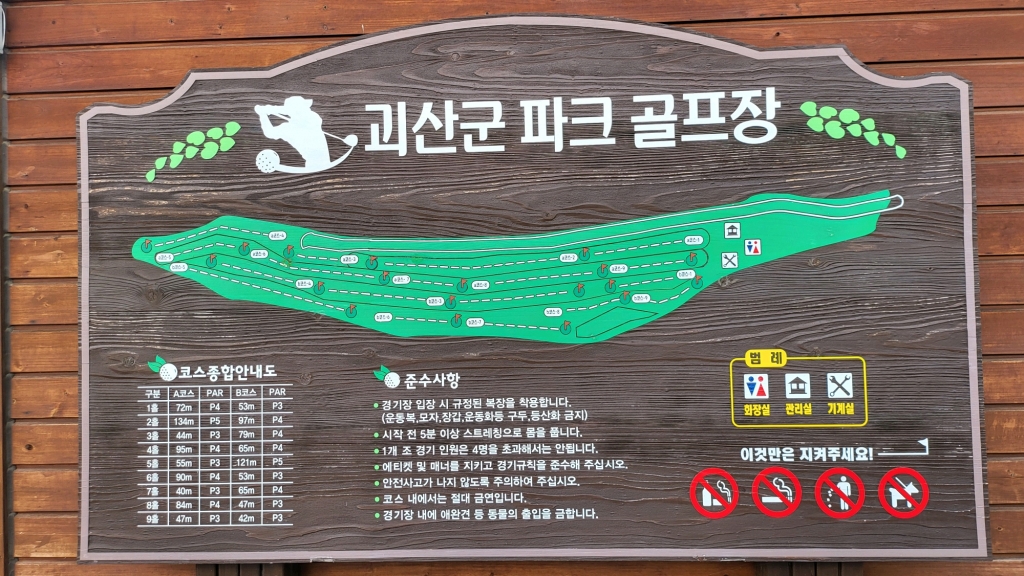 괴산군 파크 골프장
코스종합안내도
구분 A코스 PAR B코스 PAR
1홀 72m P4 53m P3
2홀 134m P5 97m P4
3홀 44m P3 79m P4
4홀 95m P4 65m P4
5홀 55m P3 121m P5
6홀 90m P4 53m P3
7홀 40m P3 65m P4
8홀 84m P4 47m P3
9홀 47m P3 42m P3
준수사항
경기장 입장 시 규정된 복장을 착용합니다.
(운동복,모자,장갑,운동화등 구두,등산화 금지)
시작 전 5분 이상 스트레칭으로 몸을 풉니다.
1개 조 경기 인원은 4명을 초과해서는 안됩니다.
에티켓 및 매너를 지키고 경기규칙을 준수해 주십시오.
안전사고가 나지 않도록 주의하여 주십시오.
코스 내에서는 절대 금연입니다.
경기장 내에 애완견 등 동물의 출입을 금합니다.
범 례
화장실 관리실 기계실
이것만은 지켜주세요!